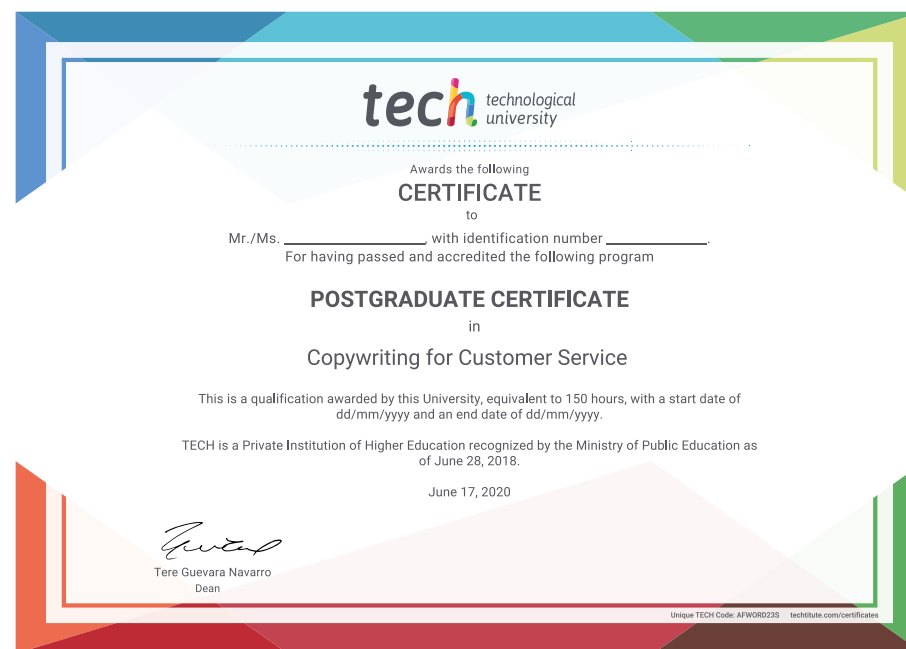 tech technological
university
Awards the following
CERTIFICATE
to
Mr./Ms. ____________________, with identification number ______________.
For having passed and accredited the following program
POSTGRADUATE CERTIFICATE
in
Copywriting for Customer Service
This is a qualification awarded by this University, equivalent to 150 hours, with a start date of
dd/mm/yyyy and an end date of dd/mm/yyyy.
TECH is a Private Institution of Higher Education recognized by the Ministry of Public Education as
of June 28, 2018.
June 17, 2020
Tere Guevara Navarro
Dean
Unique TECH Code: AFWORD23S techtitute.com/certificates